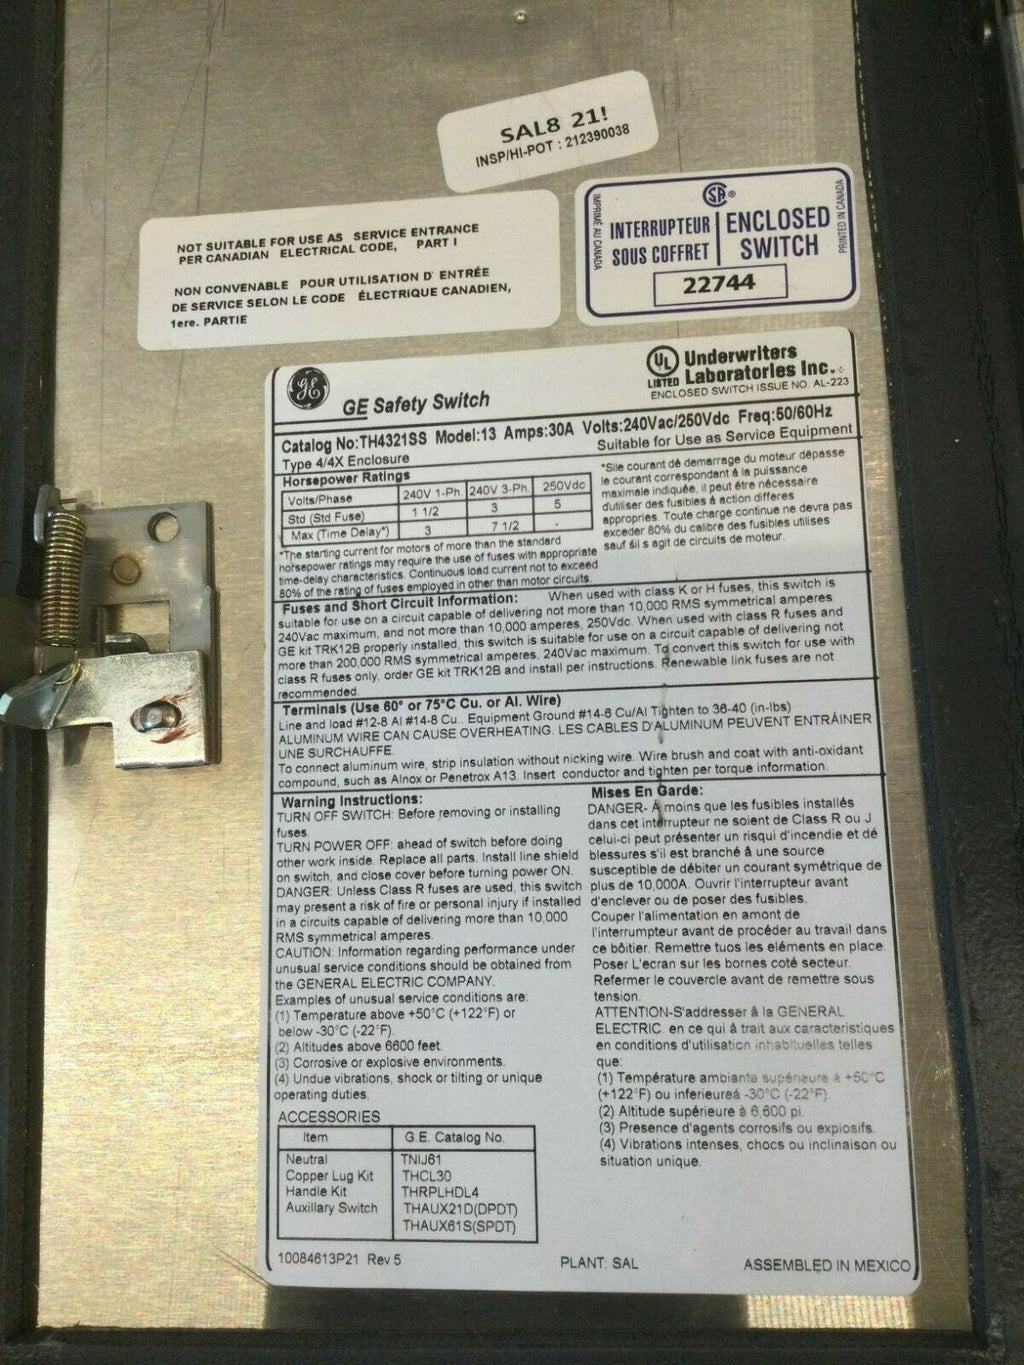 SAL8 21!
INSP/HI-POT : 212390038
NOT SUITABLE FOR USE AS SERVICE ENTRANCE
PER CANADIAN ELECTRICAL CODE, PART I
NON CONVENABLE POUR UTILISATION D' ENTRÉE
DE SERVICE SELON LE CODE ÉLECTRIQUE CANADIEN,
1ere. PARTIE
SA®
IMPRIMÉ AU CANADA
INTERRUPTEUR
SOUS COFFRET
ENCLOSED
SWITCH
22744
PRINTED IN CANADA
GE
GE Safety Switch
UL
LISTED
Underwriters
Laboratories Inc.
ENCLOSED SWITCH ISSUE NO. AL-223
Catalog No:TH4321SS Model:13 Amps:30A Volts:240Vac/250Vdc Freq:50/60Hz
Type 4/4X Enclosure
Suitable for Use as Service Equipment
Horsepower Ratings
Volts/Phase 240V 1-Ph. 240V 3-Ph. 250Vdc
Std (Std Fuse) 1 1/2 3 5
Max (Time Delay*) 3 7 1/2 -
*The starting current for motors of more than the standard
horsepower ratings may require the use of fuses with appropriate
time-delay characteristics. Continuous load current not to exceed
80% of the rating of fuses employed in other than motor circuits.
*Sile courant dé demarrage du moteur dépasse
le courant correspondant á la puissance
maximale indiquée, il peut étre nécessaire
dutiliser des fusibles á action differes
appropries. Toute charge continue ne devra pas
exceder 80% du calibre des fusibles utilises
sauf śil s agit de circuits de moteur.
Fuses and Short Circuit Information: When used with class K or H fuses, this switch is
suitable for use on a circuit capable of delivering not more than 10,000 RMS symmetrical amperes
240Vac maximum, and not more than 10,000 amperes, 250Vdc. When used with class R fuses and
GE kit TRK12B properly installed, this switch is suitable for use on a circuit capable of delivering not
more than 200,000 RMS symmetrical amperes, 240Vac maximum. To convert this switch for use with
class R fuses only, order GE kit TRK12B and install per instructions. Renewable link fuses are not
recommended.
Terminals (Use 60° or 75°C Cu. or Al. Wire)
Line and load #12-8 Al #14-8 Cu.. Equipment Ground #14-6 Cu/Al Tighten to 36-40 (in-lbs)
ALUMINUM WIRE CAN CAUSE OVERHEATING. LES CABLES D'ALUMINUM PEUVENT ENTRÂINER
UNE SURCHAUFFE.
To connect aluminum wire, strip insulation without nicking wire. Wire brush and coat with anti-oxidant
compound, such as Alnox or Penetrox A13. Insert conductor and tighten per torque information.
Warning Instructions:
TURN OFF SWITCH: Before removing or installing
fuses.
TURN POWER OFF: ahead of switch before doing
other work inside. Replace all parts. Install line shield
on switch, and close cover before turning power ON.
DANGER: Unless Class R fuses are used, this switch
may present a risk of fire or personal injury if installed
in a circuits capable of delivering more than 10,000
RMS symmetrical amperes.
CAUTION: Information regarding performance under
unusual service conditions should be obtained from
the GENERAL ELECTRIC COMPANY.
Examples of unusual service conditions are:
(1) Temperature above +50°C (+122°F) or
below -30°C (-22°F).
(2) Altitudes above 6600 feet.
(3) Corrosive or explosive environments.
(4) Undue vibrations, shock or tilting or unique
operating duties.
Mises En Garde:
DANGER- A moins que les fusibles installés
dans cet interrupteur ne soient de Class R ou J
celui-ci peut présenter un risqui d'incendie et dé
blessures s'il est branché á une source
susceptible de débiter un courant symétrique de
plus de 10,000A. Ouvrir l'interrupteur avant
d'enclever ou de poser des fusibles.
Couper l'alimentation en amont de
l'interrumpteur avant de procéder au travail dans
ce bôitier. Remettre tuos les eléments en place.
Poser L'ecran sur les bornes coté secteur.
Refermer le couvercle avant de remettre sous
tension.
ATTENTION-S'addresser á la GENERAL
ELECTRIC. en ce qui â trait aux caracteristiques
en conditions d'utilisation inhabituelles telles
que:
(1) Température ambiante supérieure á +50°C
(+122°F) ou inferieureá -30°C (-22°F).
(2) Altitude supérieure à 6,600 pi.
(3) Presence d'agents corrosifs ou explosifs.
(4) Vibrations intenses, chocs ou inclinaison ou
situation unique.
ACCESSORIES
Item G.E. Catalog No.
Neutral TNIJ61
Copper Lug Kit THCL30
Handle Kit THRPLHDL4
Auxillary Switch THAUX21D(DPDT)
THAUX61S(SPDT)
10084613P21 Rev 5
PLANT: SAL
ASSEMBLED IN MEXICO